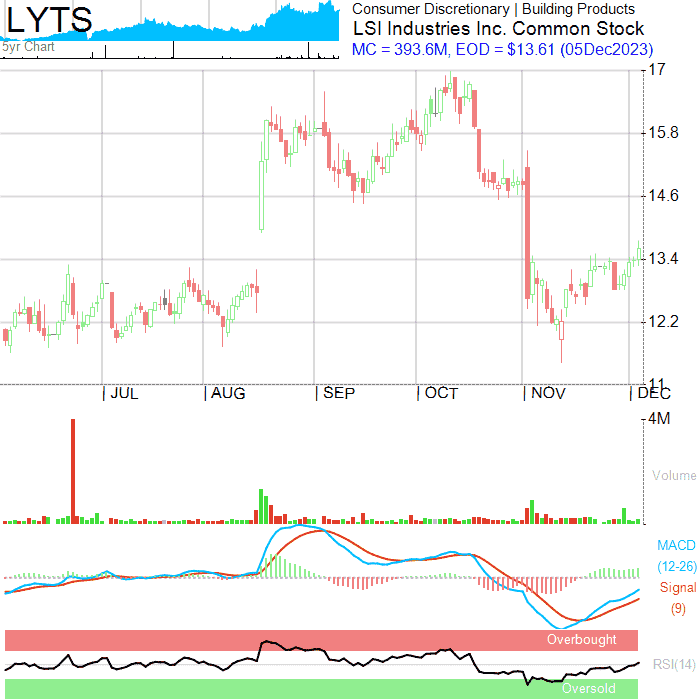 LYTS
5yr Chart
Consumer Discretionary | Building Products
LSI Industries Inc. Common Stock
MC = 393.6M, EOD = $13.61 (05Dec2023)
17
15.8
14.6
13.4
12.2
11
| JUL | AUG | SEP | OCT | NOV | DEC
4M
Volume
MACD
(12-26)
Signal
(9)
Overbought
RSI(14)
Oversold